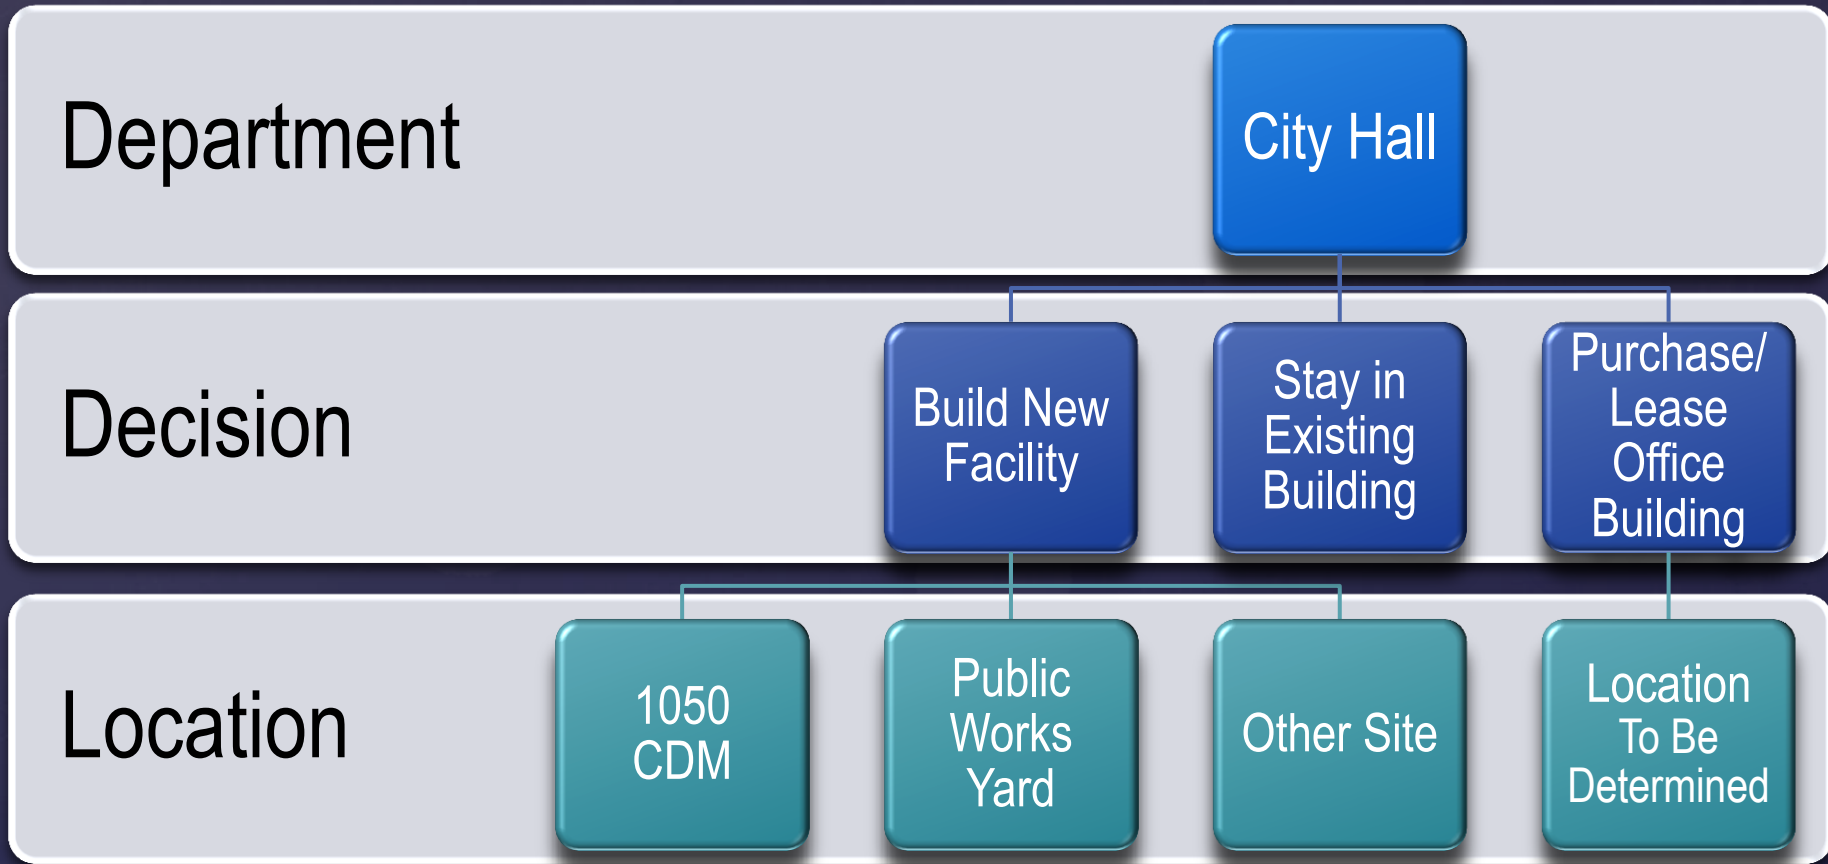 Department
City Hall
Decision
Build New
Facility
Stay in
Existing
Building
Purchase/
Lease
Office
Building
Location
1050
CDM
Public
Works
Yard
Other Site
Location
To Be
Determined